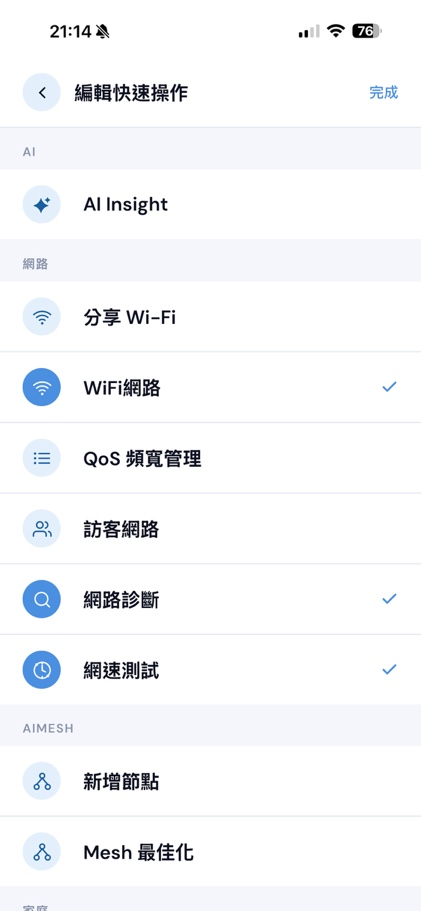 21:14
76
編輯快速操作
完成
AI
AI Insight
網路
分享 Wi-Fi
WiFi網路
QoS 頻寬管理
訪客網路
網路診斷
網速測試
AIMESH
新增節點
Mesh 最佳化
家庭